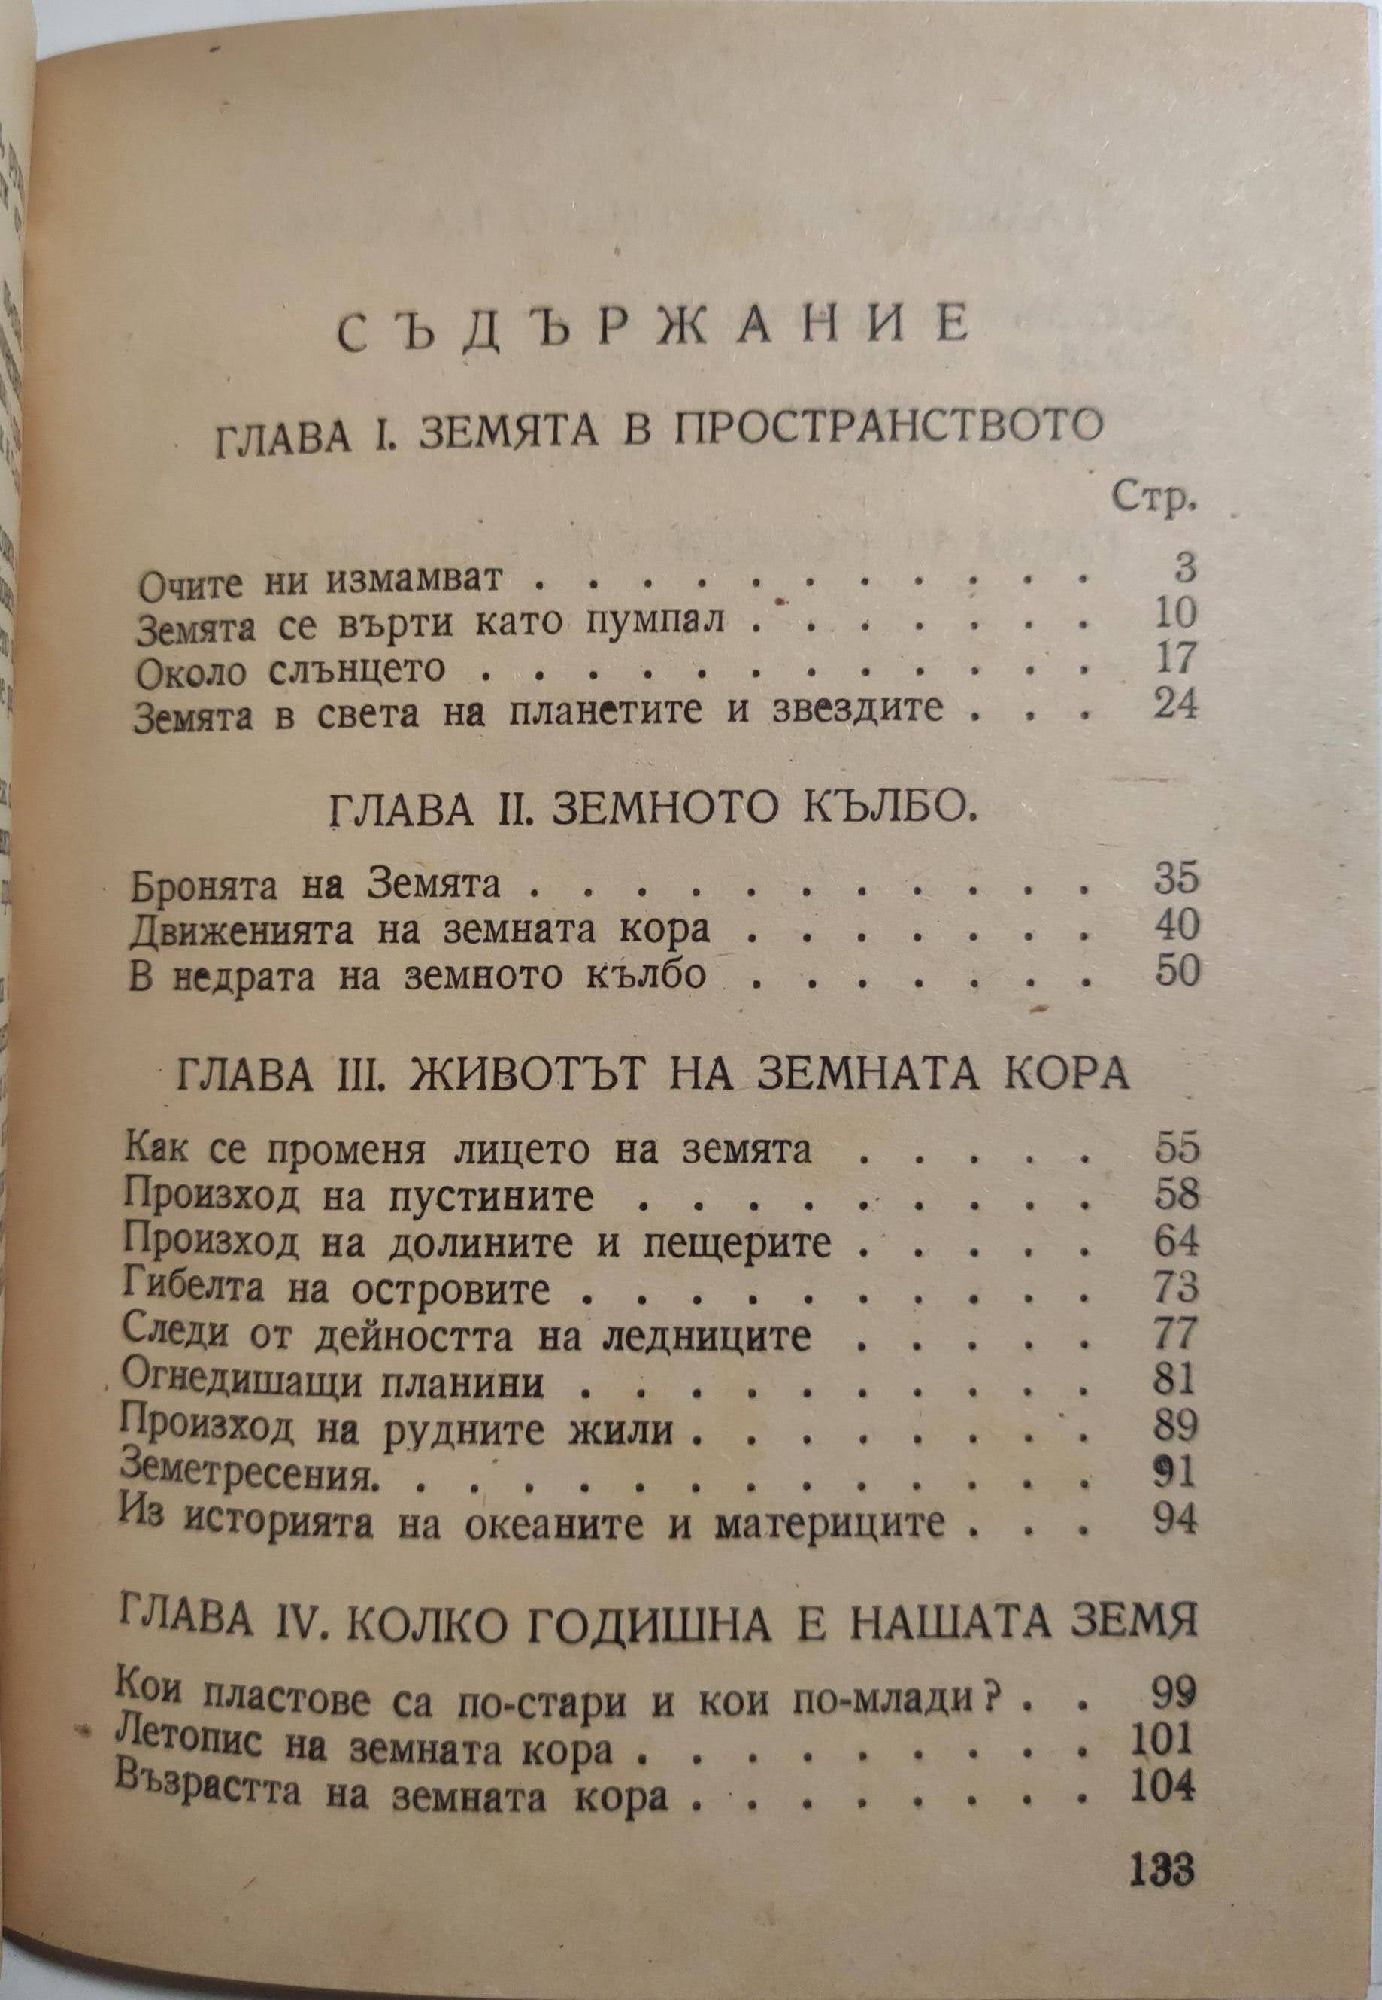 СЪДЪРЖАНИЕ
ГЛАВА I. ЗЕМЯТА В ПРОСТРАНСТВОТО
Стр.
Очите ни измамват . . . . . . . . . . . 3
Земята се върти като пумпал . . . . . . . 10
Около слънцето . . . . . . . . . . . . 17
Земята в света на планетите и звездите . . . 24
ГЛАВА II. ЗЕМНОТО КЪЛБО.
Бронята на Земята . . . . . . . . . . . 35
Движенията на земната кора . . . . . . . 40
В недрата на земното кълбо . . . . . . . 50
ГЛАВА III. ЖИВОТЪТ НА ЗЕМНАТА КОРА
Как се променя лицето на земята . . . . . 55
Произход на пустините . . . . . . . . . 58
Произход на долините и пещерите . . . . . 64
Гибелта на островите . . . . . . . . . . 73
Следи от дейността на ледниците . . . . . 77
Огнедишащи планини . . . . . . . . . . 81
Произход на рудните жили . . . . . . . . 89
Земетресения. . . . . . . . . . . . . . 91
Из историята на океаните и материците . . . 94
ГЛАВА IV. КОЛКО ГОДИШНА Е НАШАТА ЗЕМЯ
Кои пластове са по-стари и кои по-млади? . . 99
Летопис на земната кора . . . . . . . . . 101
Възрастта на земната кора . . . . . . . . 104
133